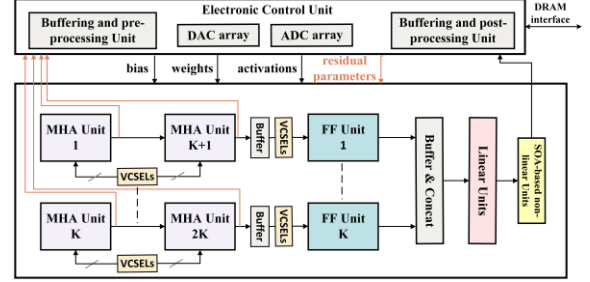 Electronic Control Unit
DRAM
interface
Buffering and pre-
processing Unit
DAC array
ADC array
Buffering and post-
processing Unit
bias
weights
activations
residual
parameters
MHA Unit
1
MHA Unit
K+1
Buffer
VCSELs
FF Unit
1
VCSELs
Buffer & Concat
Linear Units
SOA-based non-
linear Units
MHA Unit
K
MHA Unit
2K
Buffer
VCSELs
FF Unit
K
VCSELs